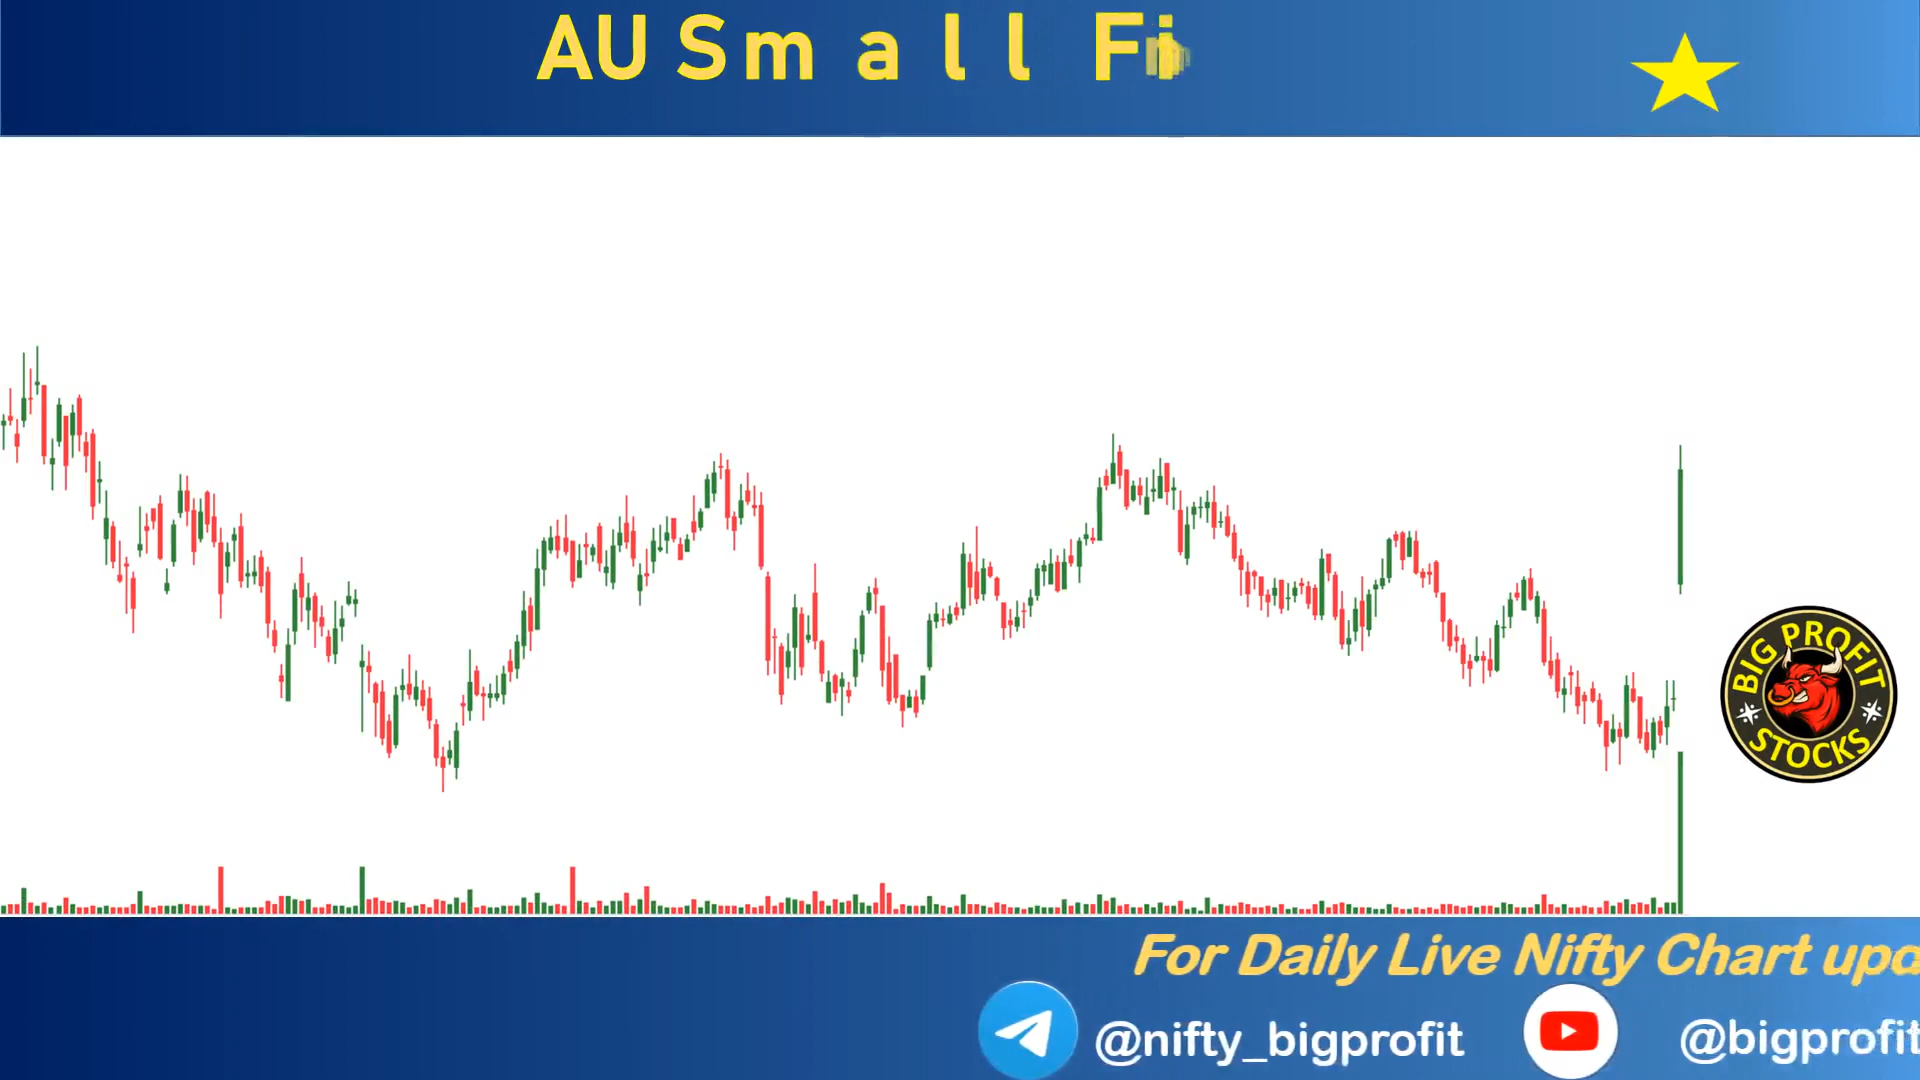 AU Small Fi
BIG PROFIT
STOCKS
For Daily Live Nifty Chart upd
@nifty_bigprofit
@bigprofit